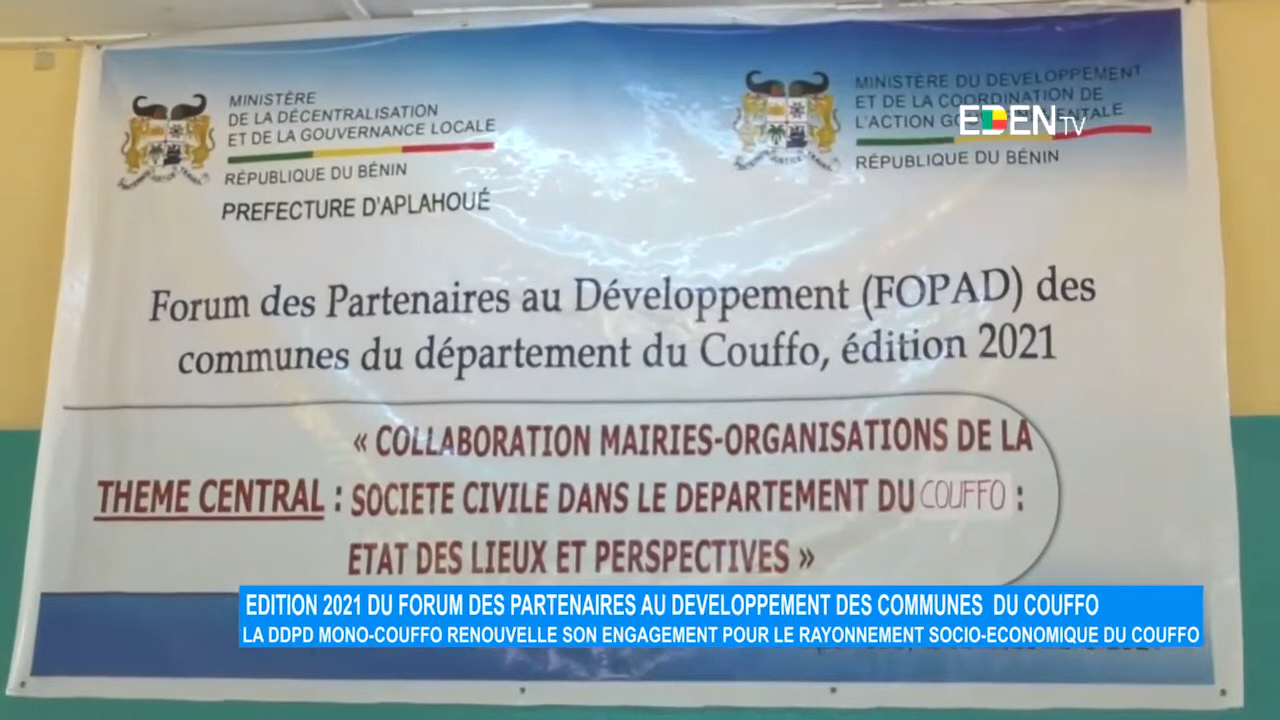 MINISTÈRE
DE LA DÉCENTRALISATION
ET DE LA GOUVERNANCE LOCALE
RÉPUBLIQUE DU BÉNIN
PREFECTURE D'APLAHOUÉ
MINISTÈRE DU DÉVELOPPEMENT
ET DE LA COORDINATION DE
L'ACTION
RÉPUBLIQUE DU BÉNIN
EDEN TV
Forum des Partenaires au Développement (FOPAD) des
communes du département du Couffo, édition 2021
« COLLABORATION MAIRIES-ORGANISATIONS DE LA
THEME CENTRAL : SOCIETE CIVILE DANS LE DEPARTEMENT DU COUFFO :
ETAT DES LIEUX ET PERSPECTIVES »
EDITION 2021 DU FORUM DES PARTENAIRES AU DEVELOPPEMENT DES COMMUNES DU COUFFO
LA DDPD MONO-COUFFO RENOUVELLE SON ENGAGEMENT POUR LE RAYONNEMENT SOCIO-ECONOMIQUE DU COUFFO